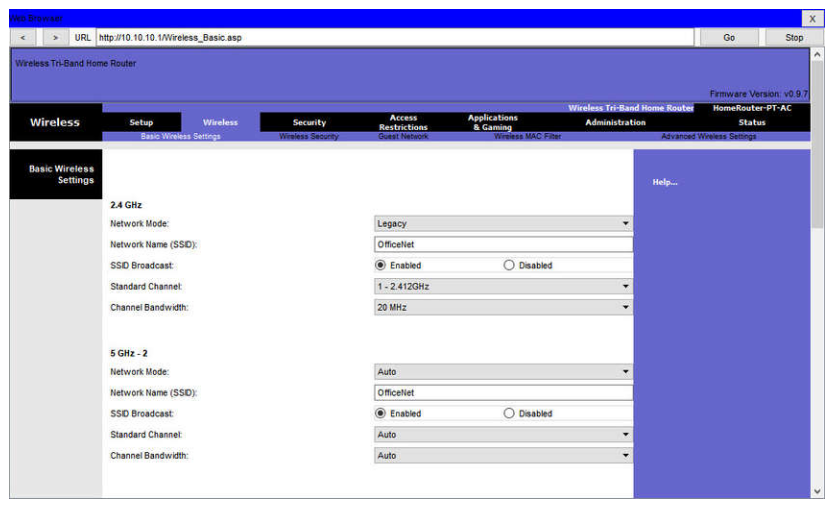 Web Browser
X
< > URL http://10.10.10.1/Wireless_Basic.asp Go Stop
Wireless Tri-Band Home Router
Firmware Version: v0.9.7
Wireless Tri-Band Home Router HomeRouter-PT-AC
Wireless Setup Wireless Security Access Restrictions Applications & Gaming Administration Status
Basic Wireless Settings Wireless Security Guest Network Wireless MAC Filter Advanced Wireless Settings
Basic Wireless
Settings
Help...
2.4 GHz
Network Mode: Legacy
Network Name (SSID): OfficeNet
SSID Broadcast: Enabled Disabled
Standard Channel: 1 - 2.412GHz
Channel Bandwidth: 20 MHz
5 GHz - 2
Network Mode: Auto
Network Name (SSID): OfficeNet
SSID Broadcast: Enabled Disabled
Standard Channel: Auto
Channel Bandwidth: Auto